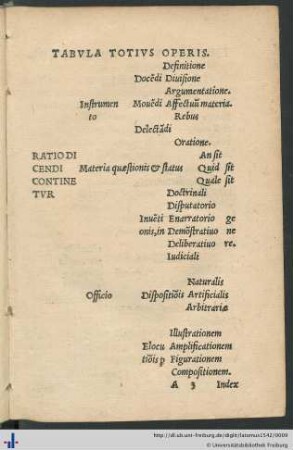 TABVLA TOTIVS OPERIS.
Definitione
Docēdi Diuisione
Argumentatione.
Instrumen Mouēdi Affectuū materia.
to Rebus
Delectādi
Oratione.
RATIO DI An sit
CENDI Materia quæstionis & status Quid sit
CONTINE Quale sit
TVR Doctrinali
Disputatorio
Inuēti Enarratorio ge
onis, in Demōstratiuo ne
Deliberatiuo re.
Iudiciali
Naturalis
Officio Dispositiōis Artificialis
Arbitrariæ
Illustrationem
Elocu Amplificationem
tiōis p Figurationem
Compositionem.
A 3 Index
http://dl.ub.uni-freiburg.de/diglit/latomus1542/0009
© Universitätsbibliothek Freiburg